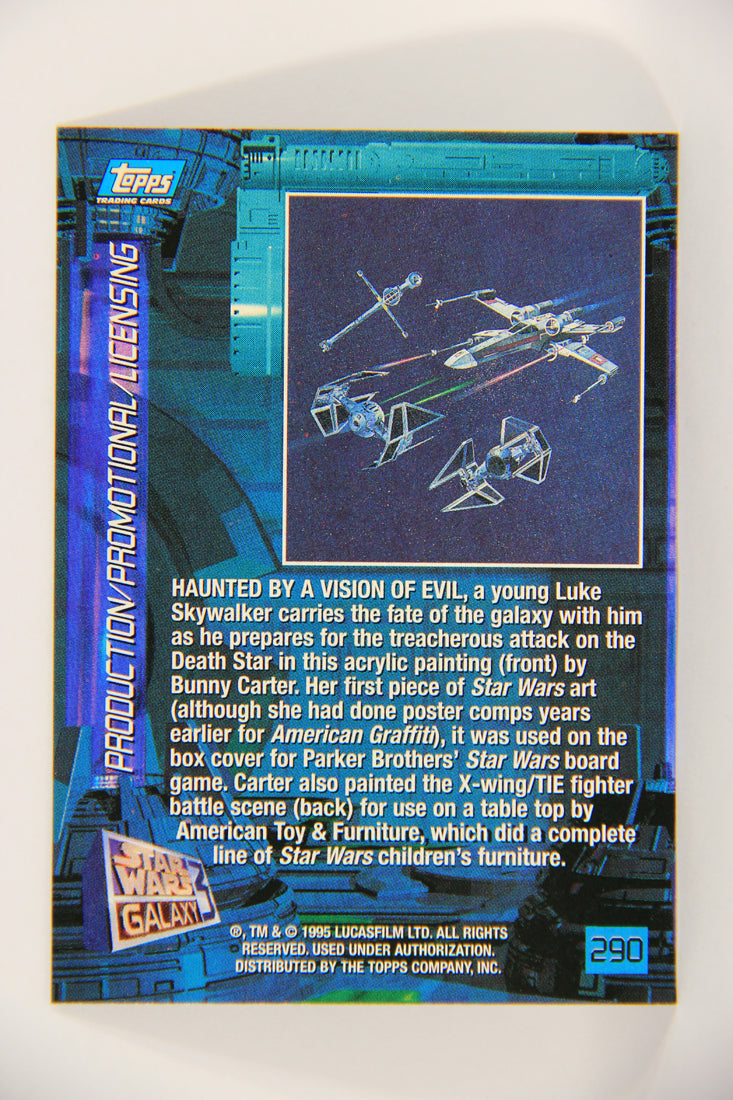 topps
TRADING CARDS
PRODUCTION/PROMOTIONAL/LICENSING
HAUNTED BY A VISION OF EVIL, a young Luke
Skywalker carries the fate of the galaxy with him
as he prepares for the treacherous attack on the
Death Star in this acrylic painting (front) by
Bunny Carter. Her first piece of Star Wars art
(although she had done poster comps years
earlier for American Graffiti), it was used on the
box cover for Parker Brothers' Star Wars board
game. Carter also painted the X-wing/TIE fighter
battle scene (back) for use on a table top by
American Toy & Furniture, which did a complete
line of Star Wars children's furniture.
STAR
WARS
GALAXY 3
®, TM & © 1995 LUCASFILM LTD. ALL RIGHTS
RESERVED. USED UNDER AUTHORIZATION.
DISTRIBUTED BY THE TOPPS COMPANY, INC.
290